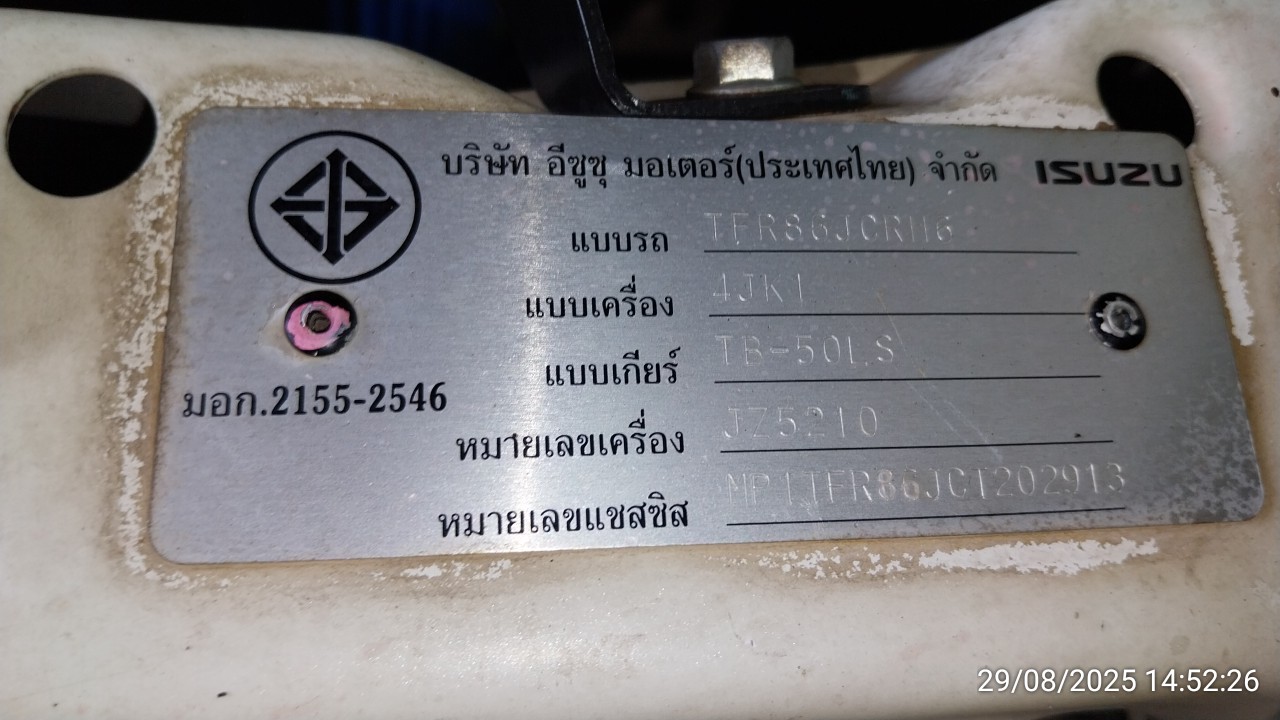 บริษัท อีซูซุ มอเตอร์(ประเทศไทย) จำกัด ISUZU
แบบรถ TFR86JCRH6
แบบเครื่อง 4JK1
แบบเกียร์ TB-50LS
มอก.2155-2546
หมายเลขเครื่อง JZ5210
หมายเลขแชสซิส MP1TFR86JCT202913
29/08/2025 14:52:26